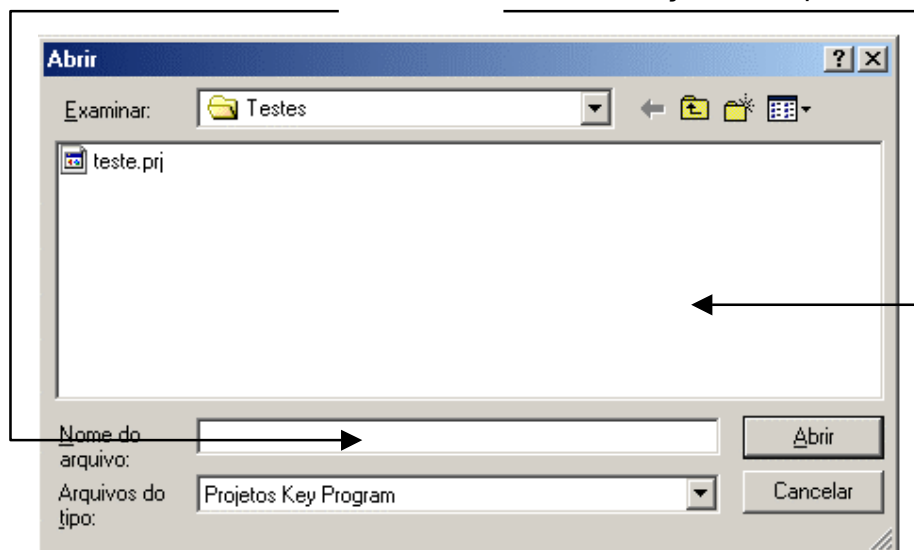 Abrir
Examinar: Testes
teste.prj
Nome do
arquivo:
Abrir
Arquivos do
tipo:
Projetos Key Program
Cancelar